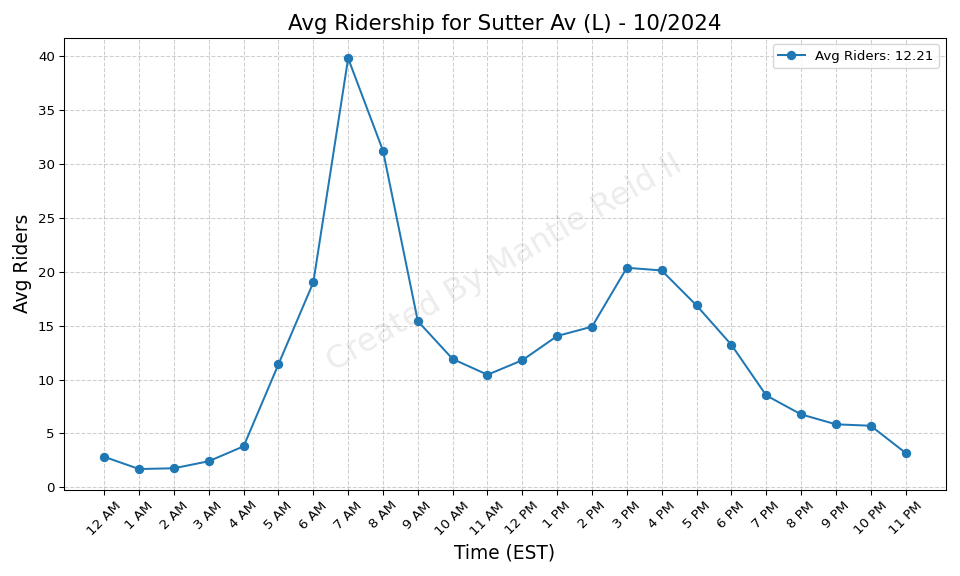 Avg Ridership for Sutter Av (L) - 10/2024
Avg Riders: 12.21
Avg Riders
40
35
30
25
20
15
10
5
0
Created By Mantle Reid II
12 AM
1 AM
2 AM
3 AM
4 AM
5 AM
6 AM
7 AM
8 AM
9 AM
10 AM
11 AM
12 PM
1 PM
2 PM
3 PM
4 PM
5 PM
6 PM
7 PM
8 PM
9 PM
10 PM
11 PM
Time (EST)